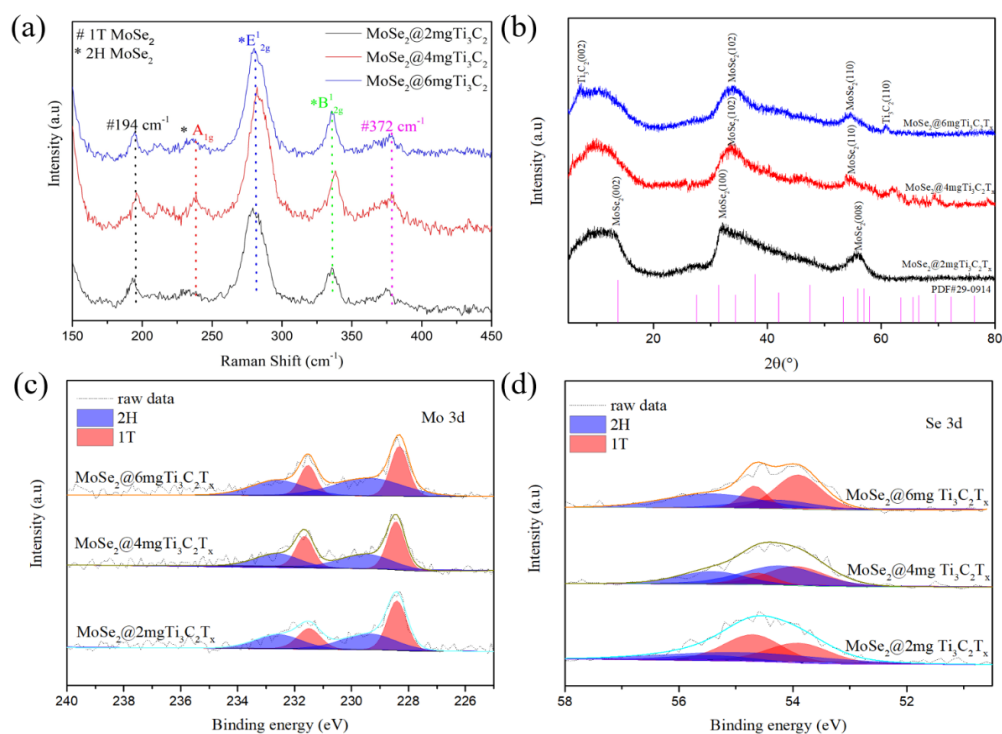 (a)
# 1T MoSe₂
* 2H MoSe₂
*E¹₂g
MoSe₂@2mgTi₃C₂
MoSe₂@4mgTi₃C₂
MoSe₂@6mgTi₃C₂
*B¹₂g
#194 cm⁻¹
* A₁g
#372 cm⁻¹
Intensity (a.u)
150 200 250 300 350 400 450
Raman Shift (cm⁻¹)
(b)
Ti₃C₂(002)
MoSe₂(102)
MoSe₂(110)
Ti₃C₂(110)
MoSe₂@6mgTi₃C₂Tₓ
MoSe₂(102)
MoSe₂(110)
MoSe₂@4mgTi₃C₂Tₓ
MoSe₂(002)
MoSe₂(100)
MoSe₂(008)
MoSe₂@2mgTi₃C₂Tₓ
PDF#29-0914
Intensity (a.u)
20 40 60 80
2θ(°)
(c)
raw data
2H
1T
Mo 3d
MoSe₂@6mgTi₃C₂Tₓ
MoSe₂@4mgTi₃C₂Tₓ
MoSe₂@2mgTi₃C₂Tₓ
Intensity (a.u)
240 238 236 234 232 230 228 226
Binding energy (eV)
(d)
raw data
2H
1T
Se 3d
MoSe₂@6mg Ti₃C₂Tₓ
MoSe₂@4mg Ti₃C₂Tₓ
MoSe₂@2mg Ti₃C₂Tₓ
Intensity (a.u)
58 56 54 52
Binding energy (eV)